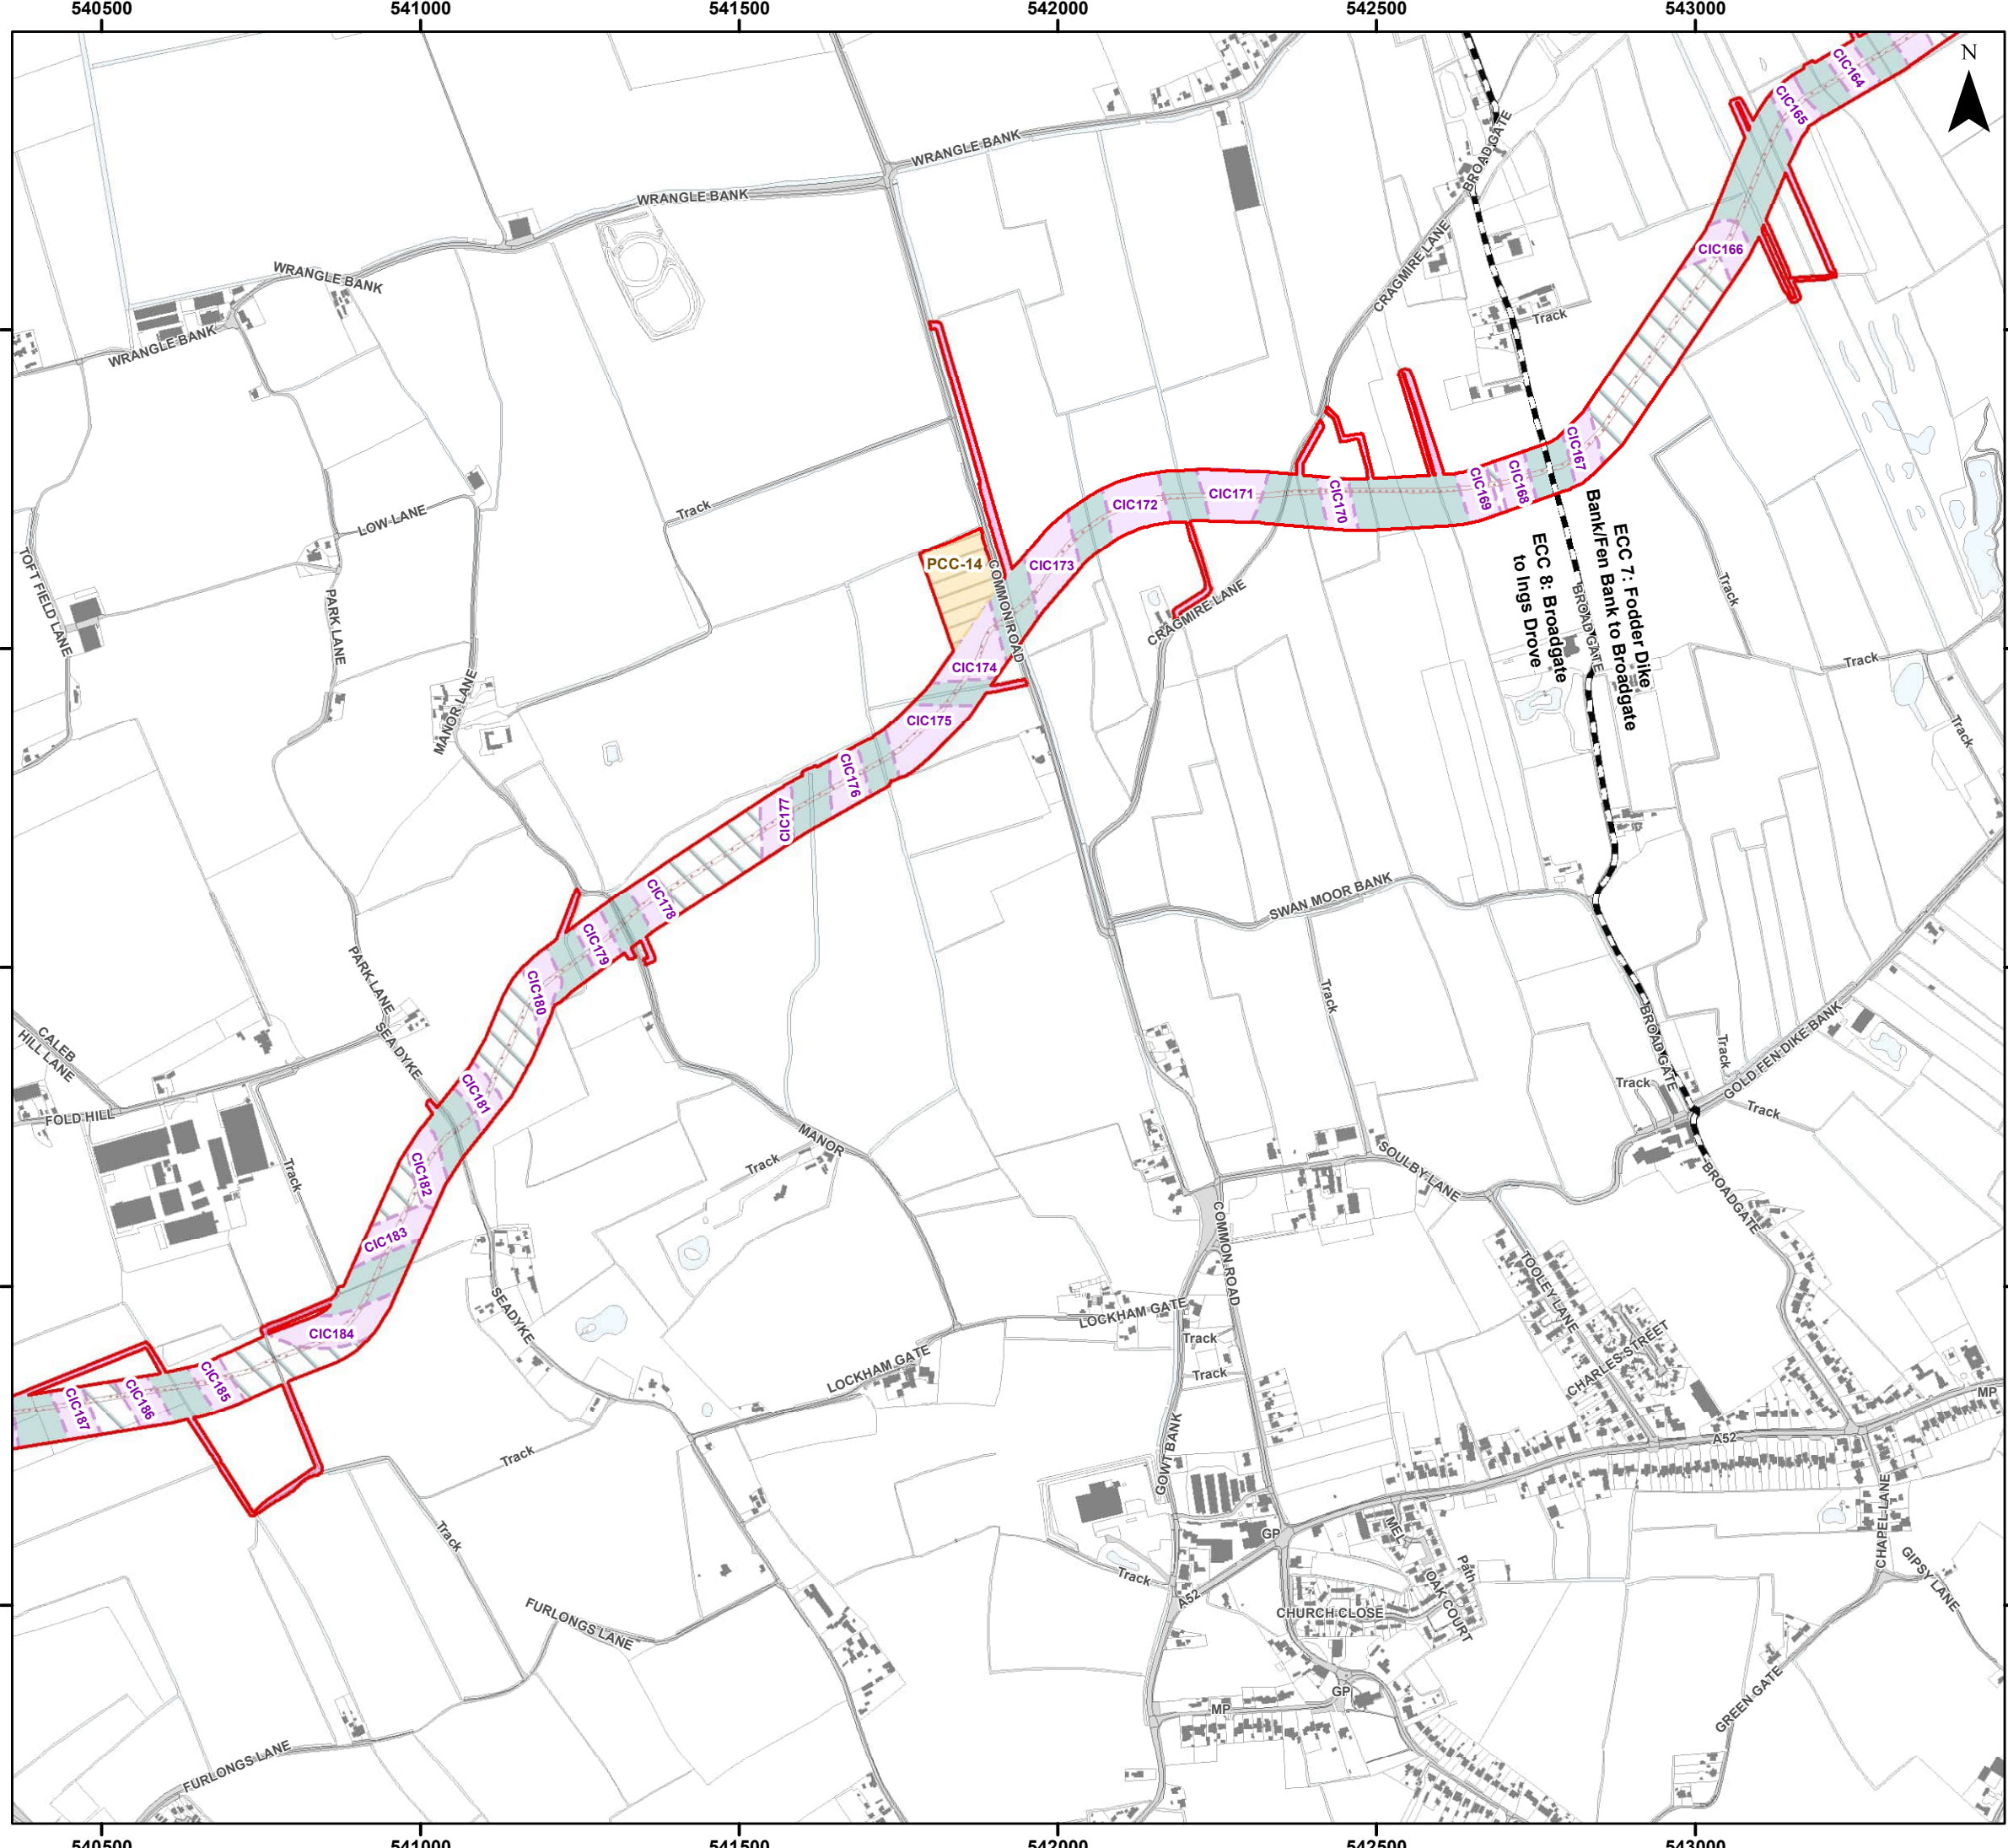 540500 541000 541500 542000 542500 543000
N
CIC164
CIC165
BROADGATE
WRANGLE BANK
WRANGLE BANK
WRANGLE BANK
WRANGLE BANK
CRAGMIRE LANE
CIC166
Track
Track
LOW LANE
TOFT FIELD LANE
PARK LANE
MANOR LANE
PCC-14
COMMON ROAD
CIC173
CIC172
CIC171
CIC170
CIC169
CIC168
CIC167
CRAGMIRE LANE
BROADGATE
ECC 7: Fodder Dike
Bank/Fen Bank to Broadgate
ECC 8: Broadgate
to Ings Drove
Track
Track
Track
CIC174
CIC175
CIC176
CIC177
CIC178
CIC179
CIC180
CIC181
CIC182
CIC183
CIC184
CIC185
CIC186
CIC187
SWAN MOOR BANK
Track
BROADGATE
GOLD FEN DIKE BANK
Track
Track
Track
PARK LANE
SEA DYKE
CALEB
HILL LANE
FOLD HILL
Track
MANOR
Track
SOULBY LANE
BROADGATE
COMMON ROAD
SEADYKE
LOCKHAM GATE
LOCKHAM GATE
Track
Track
TOOLEY LANE
CHARLES STREET
MP
A52
GOWT BANK
Track
Track
GP
MEL
Path
OAK COURT
CHURCH CLOSE
Track
A52
CHAPEL LANE
GIPSY LANE
FURLONGS LANE
GP
MP
GREEN GATE
FURLONGS LANE
540500 541000 541500 542000 542500 543000